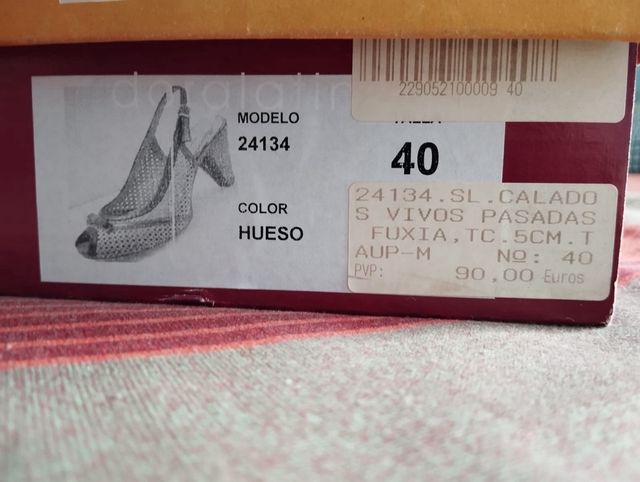 229052100009 40
MODELO
24134
40
COLOR
HUESO
24134.SL.CALADO
S VIVOS PASADAS
FUXIA,TC.5CM.T
AUP-M Nº: 40
PVP: 90,00 Euros